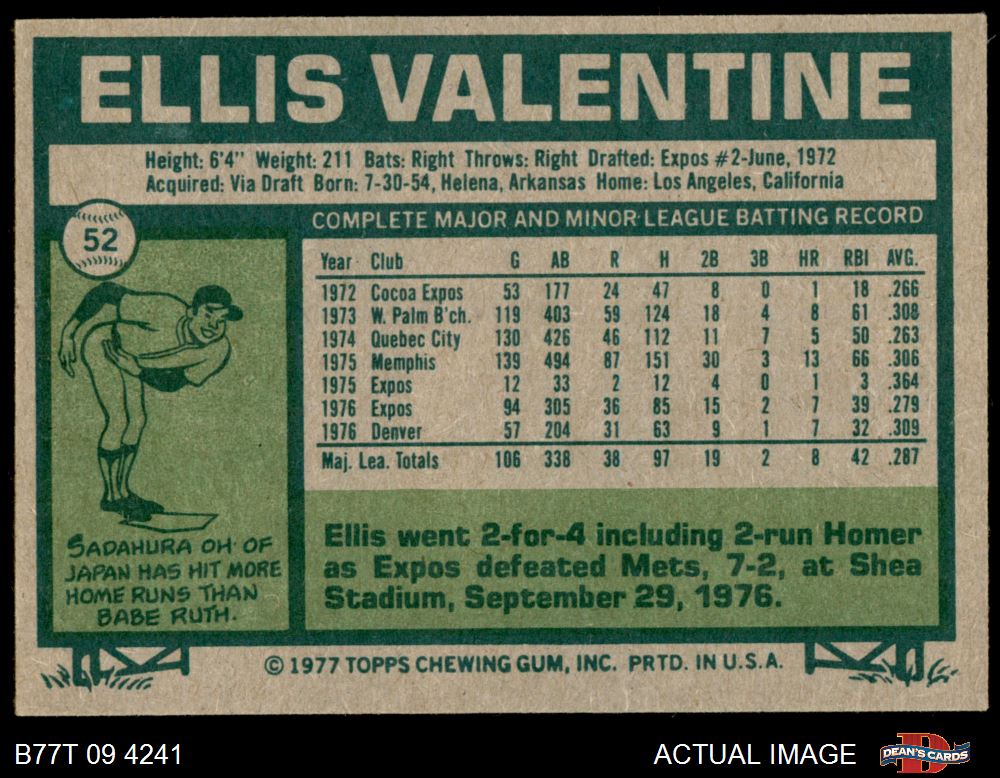 ELLIS VALENTINE
Height: 6'4" Weight: 211 Bats: Right Throws: Right Drafted: Expos #2-June, 1972
Acquired: Via Draft Born: 7-30-54, Helena, Arkansas Home: Los Angeles, California
52
COMPLETE MAJOR AND MINOR LEAGUE BATTING RECORD
Year Club G AB R H 2B 3B HR RBI AVG.
1972 Cocoa Expos 53 177 24 47 8 0 1 18 .266
1973 W. Palm B'ch. 119 403 59 124 18 4 8 61 .308
1974 Quebec City 130 426 46 112 11 7 5 50 .263
1975 Memphis 139 494 87 151 30 3 13 66 .306
1975 Expos 12 33 2 12 4 0 1 3 .364
1976 Expos 94 305 36 85 15 2 7 39 .279
1976 Denver 57 204 31 63 9 1 7 32 .309
Maj. Lea. Totals 106 338 38 97 19 2 8 42 .287
SADAHURA OH OF
JAPAN HAS HIT MORE
HOME RUNS THAN
BABE RUTH.
Ellis went 2-for-4 including 2-run Homer
as Expos defeated Mets, 7-2, at Shea
Stadium, September 29, 1976.
© 1977 TOPPS CHEWING GUM, INC. PRTD. IN U.S.A.
B77T 09 4241
ACTUAL IMAGE
DEAN'S CARDS